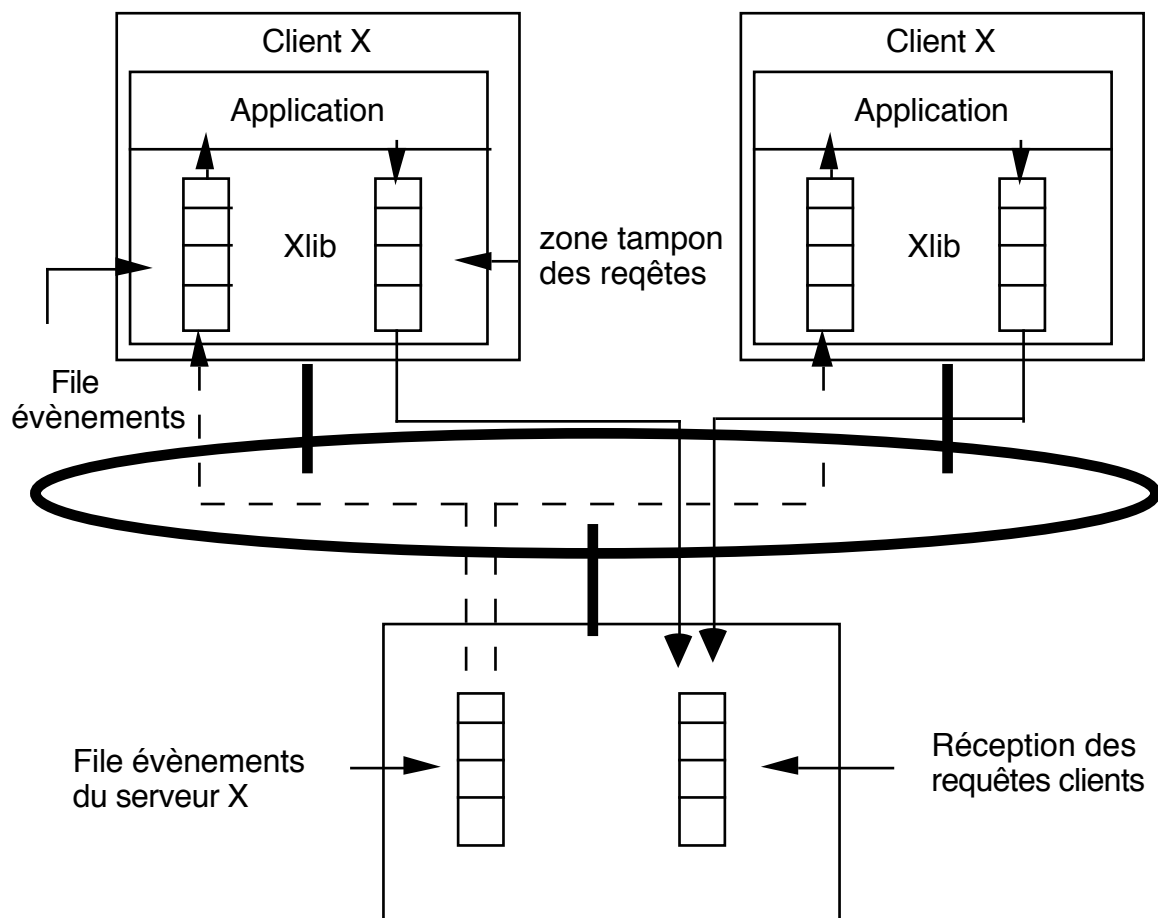 Client X
Application
Xlib
zone tampon
des reqêtes
File
évènements
Client X
Application
Xlib
File évènements
du serveur X
Réception des
requêtes clients